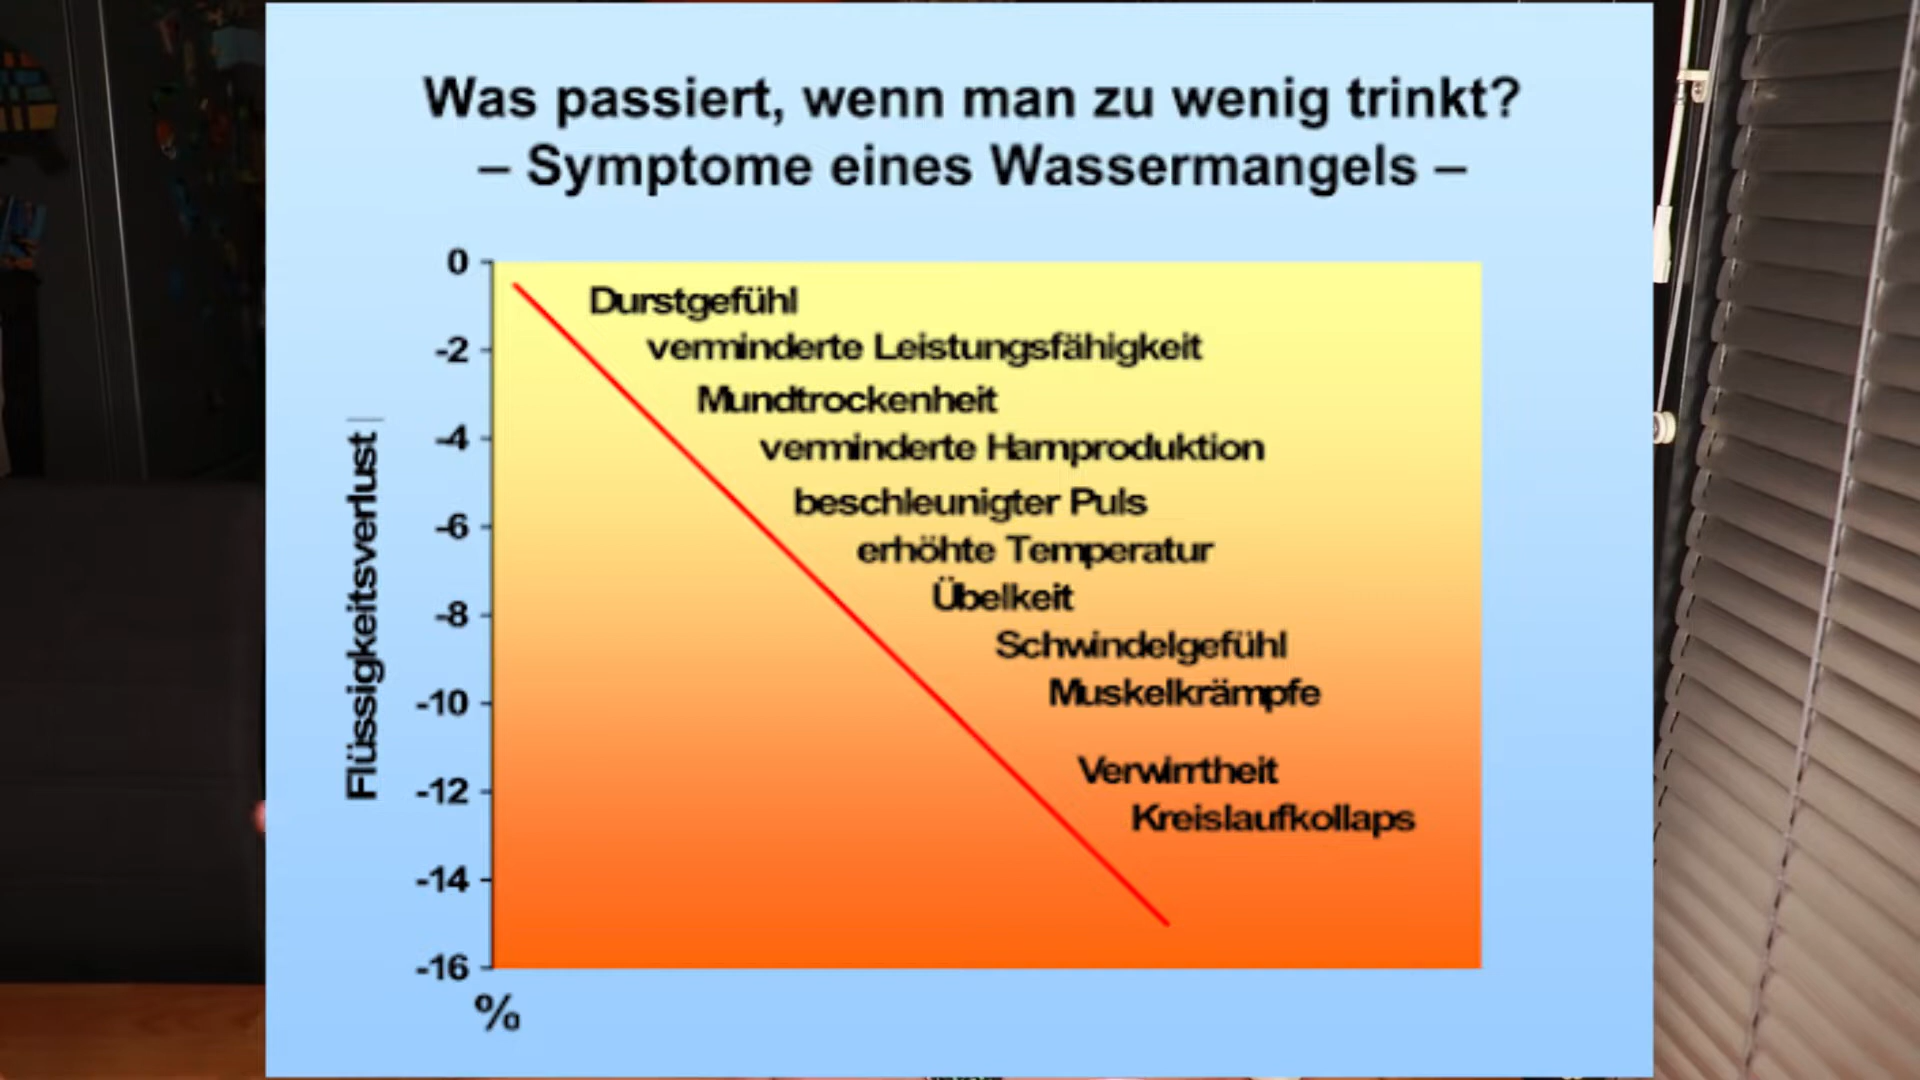 Was passiert, wenn man zu wenig trinkt?
– Symptome eines Wassermangels –
Flüssigkeitsverlust
0
-2
-4
-6
-8
-10
-12
-14
-16
%
Durstgefühl
verminderte Leistungsfähigkeit
Mundtrockenheit
verminderte Harnproduktion
beschleunigter Puls
erhöhte Temperatur
Übelkeit
Schwindelgefühl
Muskelkrämpfe
Verwirrtheit
Kreislaufkollaps